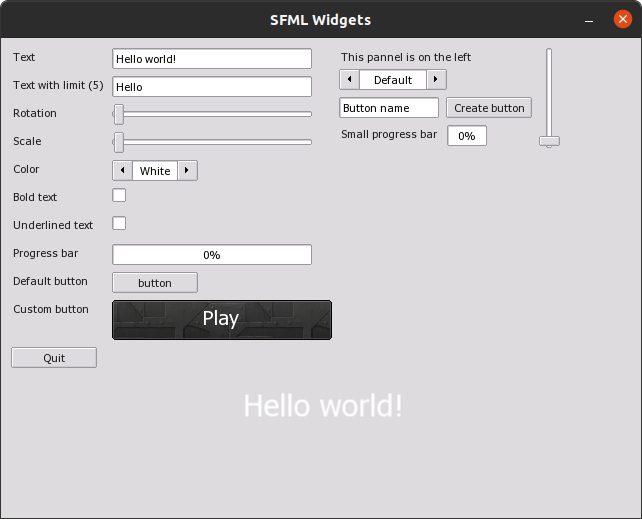 SFML Widgets
Text
Hello world!
Text with limit (5)
Hello
Rotation
Scale
Color
White
Bold text
Underlined text
Progress bar
0%
Default button
button
Custom button
Play
Quit
This pannel is on the left
Default
Button name
Create button
Small progress bar
0%
Hello world!